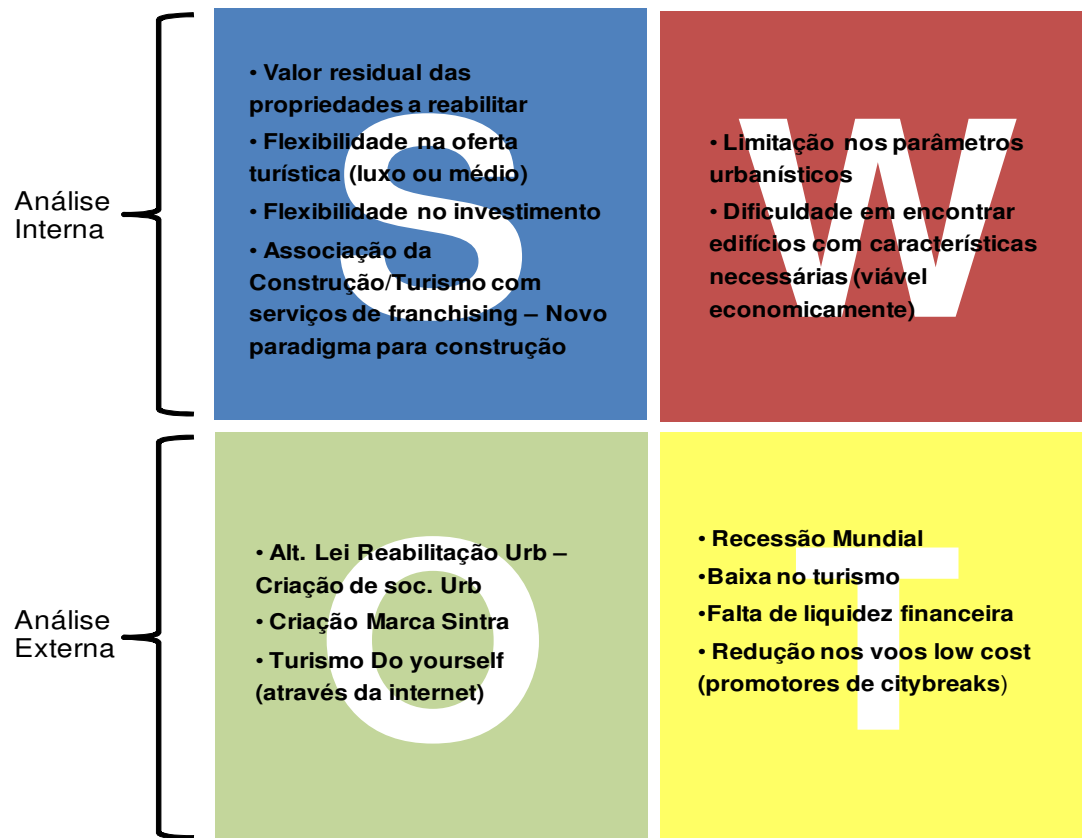 Análise
Interna
S
• Valor residual das
propriedades a reabilitar
• Flexibilidade na oferta
turística (luxo ou médio)
• Flexibilidade no investimento
• Associação da
Construção/Turismo com
serviços de franchising – Novo
paradigma para construção
W
• Limitação nos parâmetros
urbanísticos
• Dificuldade em encontrar
edifícios com características
necessárias (viável
economicamente)
Análise
Externa
O
• Alt. Lei Reabilitação Urb –
Criação de soc. Urb
• Criação Marca Sintra
• Turismo Do yourself
(através da internet)
T
• Recessão Mundial
•Baixa no turismo
•Falta de liquidez financeira
• Redução nos voos low cost
(promotores de citybreaks)